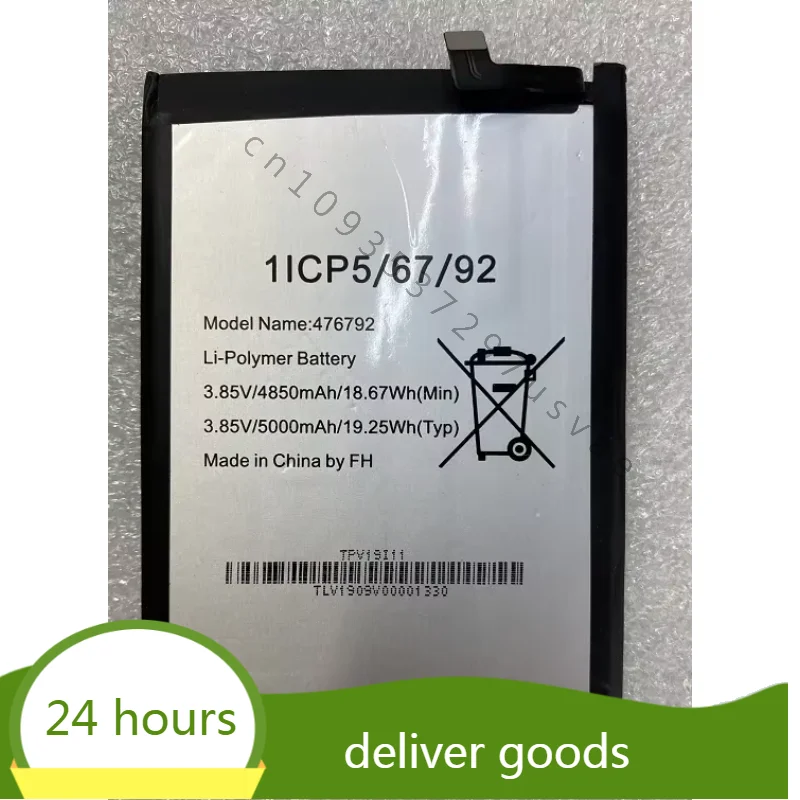 1ICP5/67/92
Model Name:476792
Li-Polymer Battery
3.85V/4850mAh/18.67Wh(Min)
3.85V/5000mAh/19.25Wh(Typ)
Made in China by FH
TPV19I11
TLV1909V00001330
24 hours
deliver goods